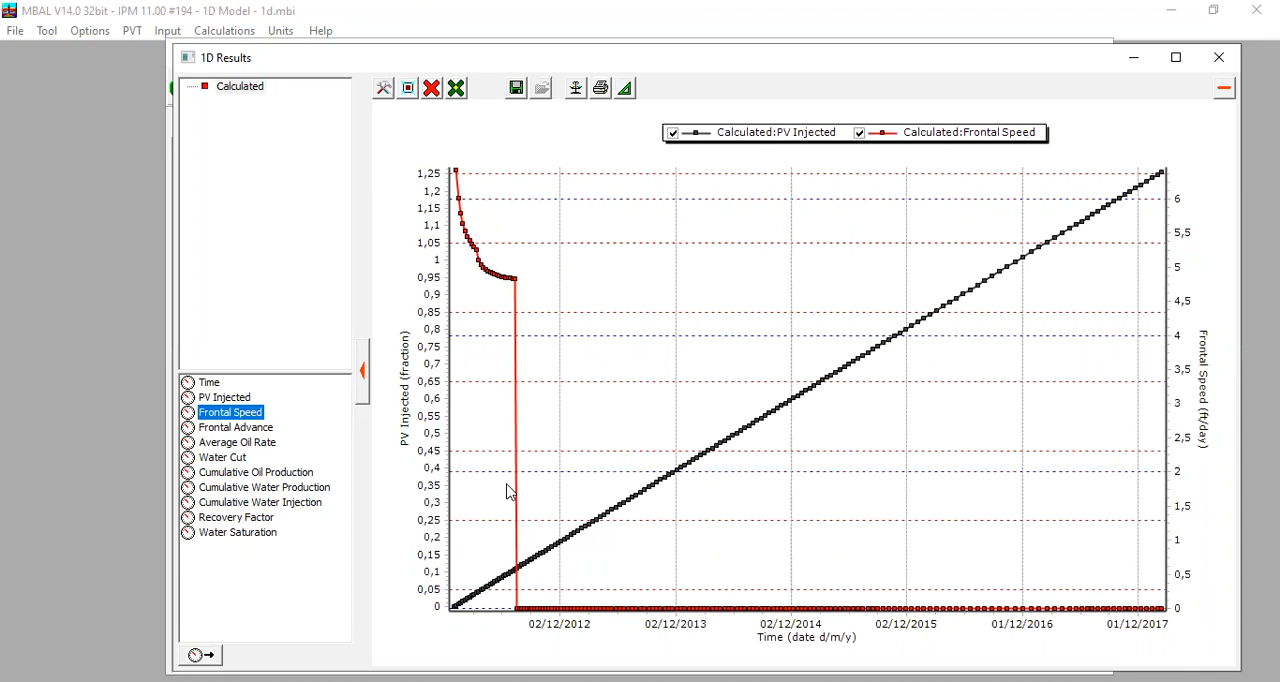 MBAL V14.0 32bit - IPM 11.00 #194 - 1D Model - 1d.mbi
File Tool Options PVT Input Calculations Units Help
1D Results
Calculated
Calculated:PV Injected Calculated:Frontal Speed
1,25
1,2
1,15
1,1
1,05
1
0,95
0,9
0,85
0,8
0,75
0,7
0,65
0,6
0,55
0,5
0,45
0,4
0,35
0,3
0,25
0,2
0,15
0,1
0,05
0
PV Injected (fraction)
6
5,5
5
4,5
4
3,5
3
2,5
2
1,5
1
0,5
0
Frontal Speed (ft/day)
02/12/2012 02/12/2013 02/12/2014 02/12/2015 01/12/2016 01/12/2017
Time (date d/m/y)
Time
PV Injected
Frontal Speed
Frontal Advance
Average Oil Rate
Water Cut
Cumulative Oil Production
Cumulative Water Production
Cumulative Water Injection
Recovery Factor
Water Saturation